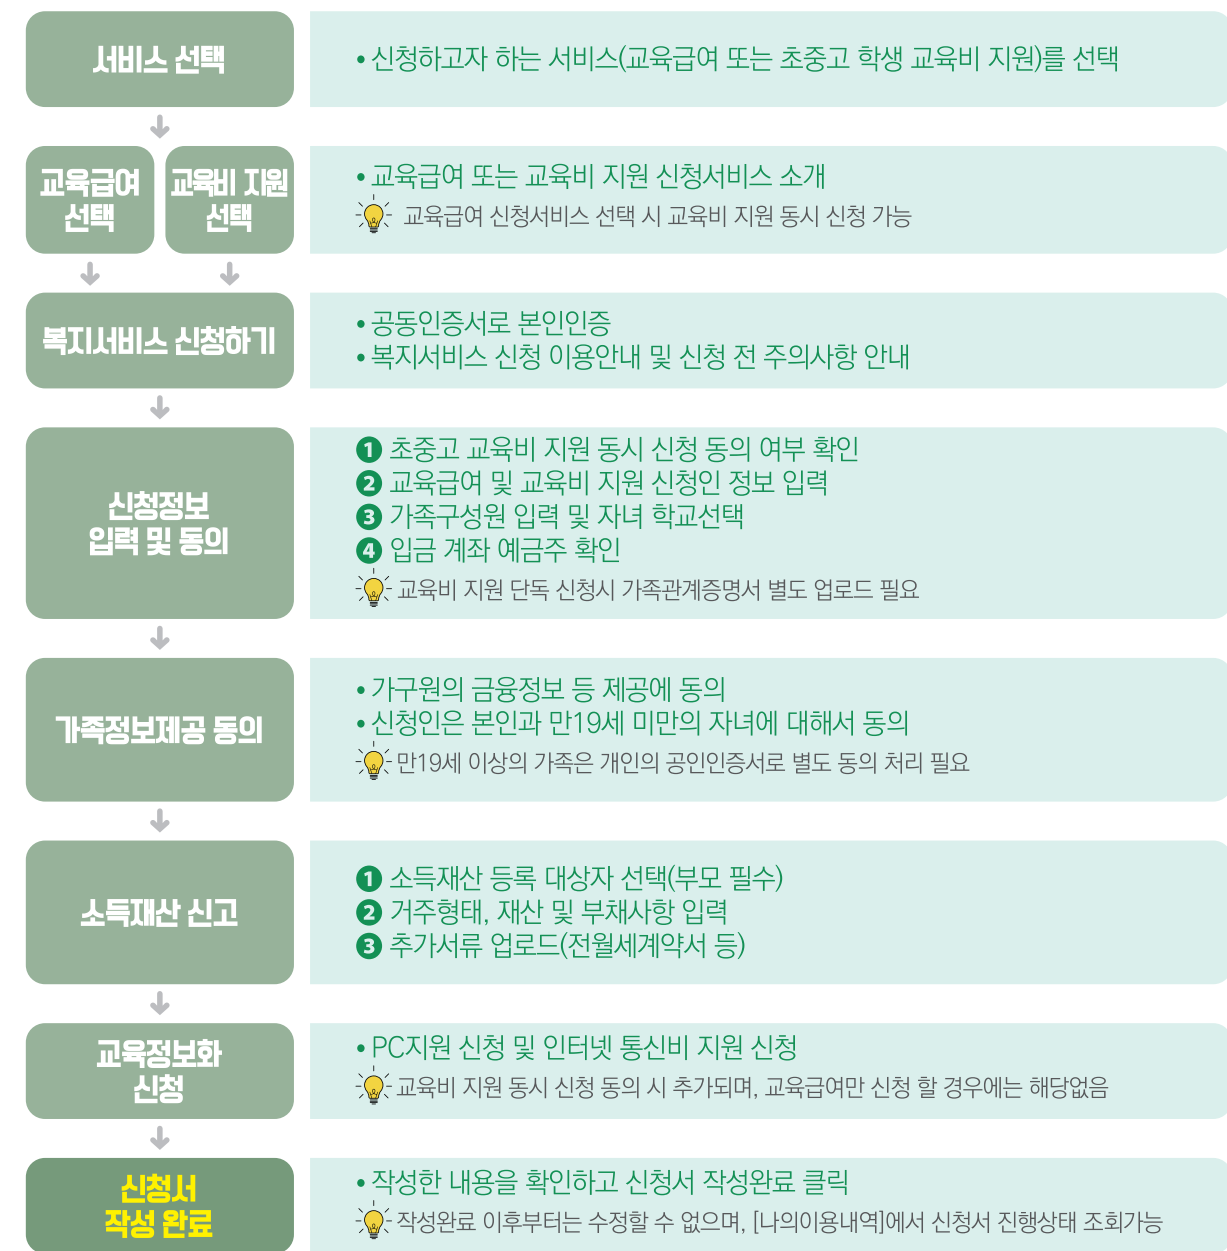 서비스 선택
• 신청하고자 하는 서비스(교육급여 또는 초중고 학생 교육비 지원)를 선택
교육급여
선택
교육비 지원
선택
• 교육급여 또는 교육비 지원 신청서비스 소개
교육급여 신청서비스 선택 시 교육비 지원 동시 신청 가능
복지서비스 신청하기
• 공동인증서로 본인인증
• 복지서비스 신청 이용안내 및 신청 전 주의사항 안내
신청정보
입력 및 동의
❶ 초중고 교육비 지원 동시 신청 동의 여부 확인
❷ 교육급여 및 교육비 지원 신청인 정보 입력
❸ 가족구성원 입력 및 자녀 학교선택
❹ 입금 계좌 예금주 확인
교육비 지원 단독 신청시 가족관계증명서 별도 업로드 필요
가족정보제공 동의
• 가구원의 금융정보 등 제공에 동의
• 신청인은 본인과 만19세 미만의 자녀에 대해서 동의
만19세 이상의 가족은 개인의 공인인증서로 별도 동의 처리 필요
소득재산 신고
❶ 소득재산 등록 대상자 선택(부모 필수)
❷ 거주형태, 재산 및 부채사항 입력
❸ 추가서류 업로드(전월세계약서 등)
교육정보화
신청
• PC지원 신청 및 인터넷 통신비 지원 신청
교육비 지원 동시 신청 동의 시 추가되며, 교육급여만 신청 할 경우에는 해당없음
신청서
작성 완료
• 작성한 내용을 확인하고 신청서 작성완료 클릭
작성완료 이후부터는 수정할 수 없으며, [나의이용내역]에서 신청서 진행상태 조회가능